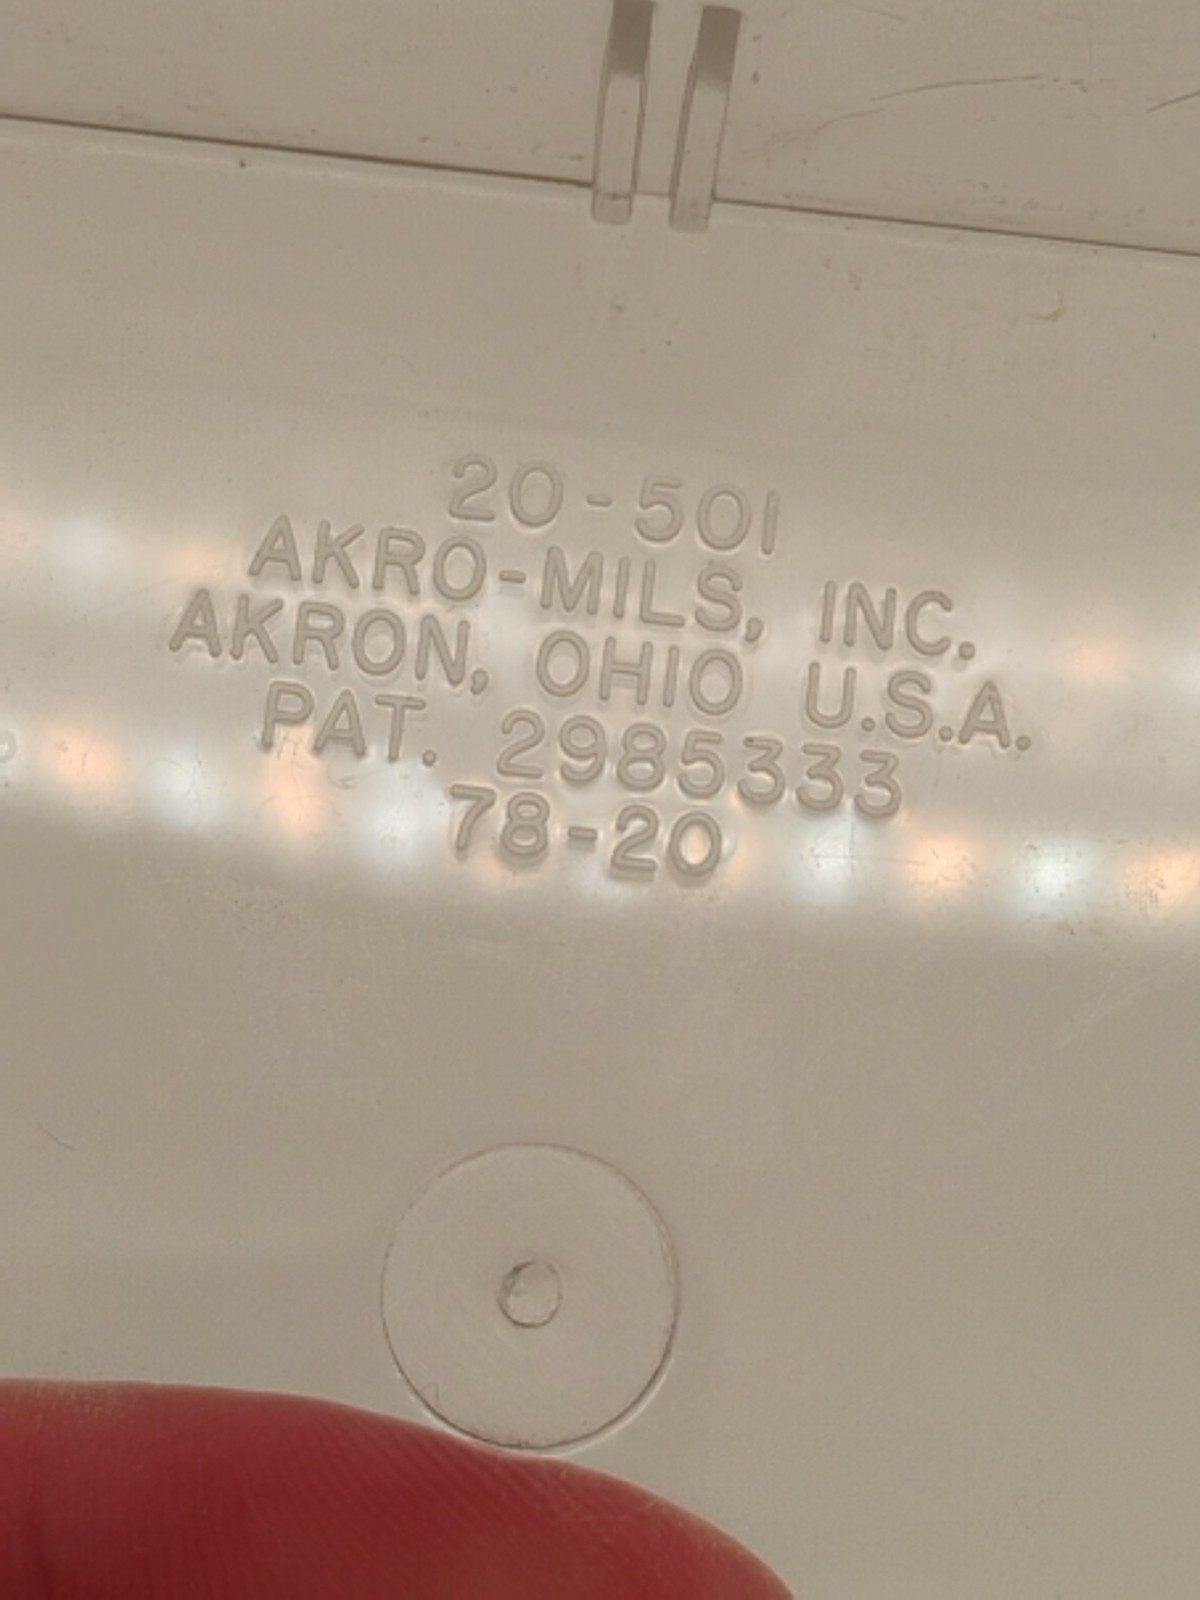 20-501
AKRO-MILS, INC.
AKRON, OHIO U.S.A.
PAT. 2985333
78-20